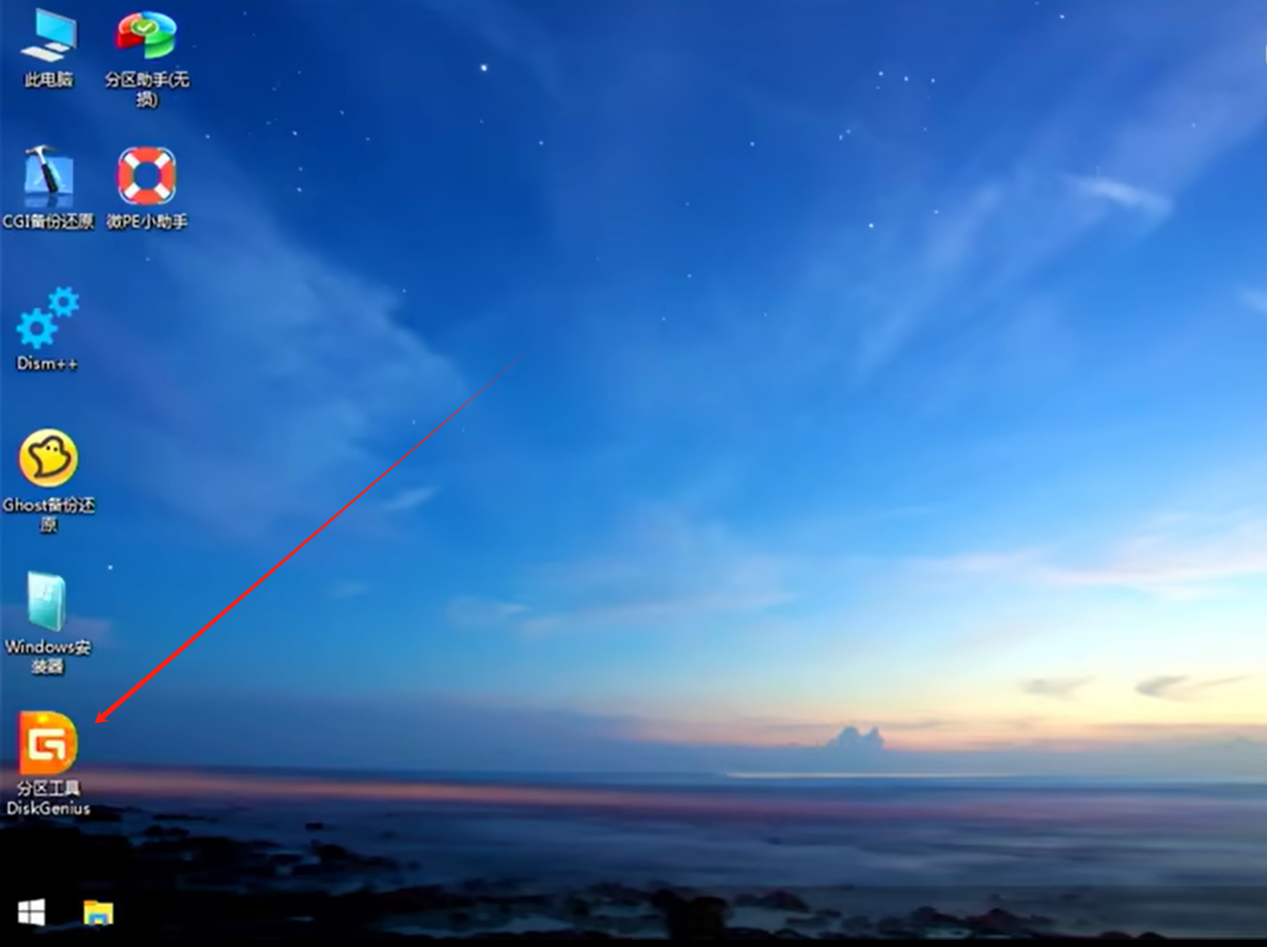 此电脑
分区助手(无
损)
CGI备份还原
微PE小助手
Dism++
Ghost备份还
原
Windows安
装器
分区工具
DiskGenius